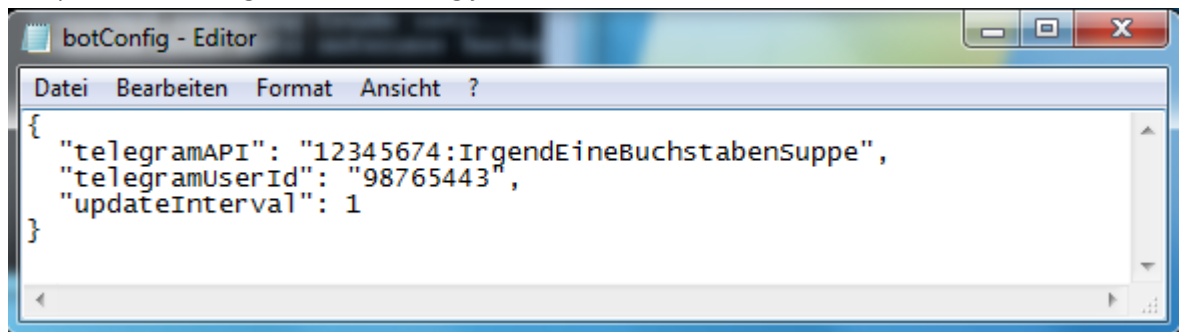 botConfig - Editor
Datei Bearbeiten Format Ansicht ?
{
  "telegramAPI": "12345674:IrgendEineBuchstabenSuppe",
  "telegramUserId": "98765443",
  "updateInterval": 1
}